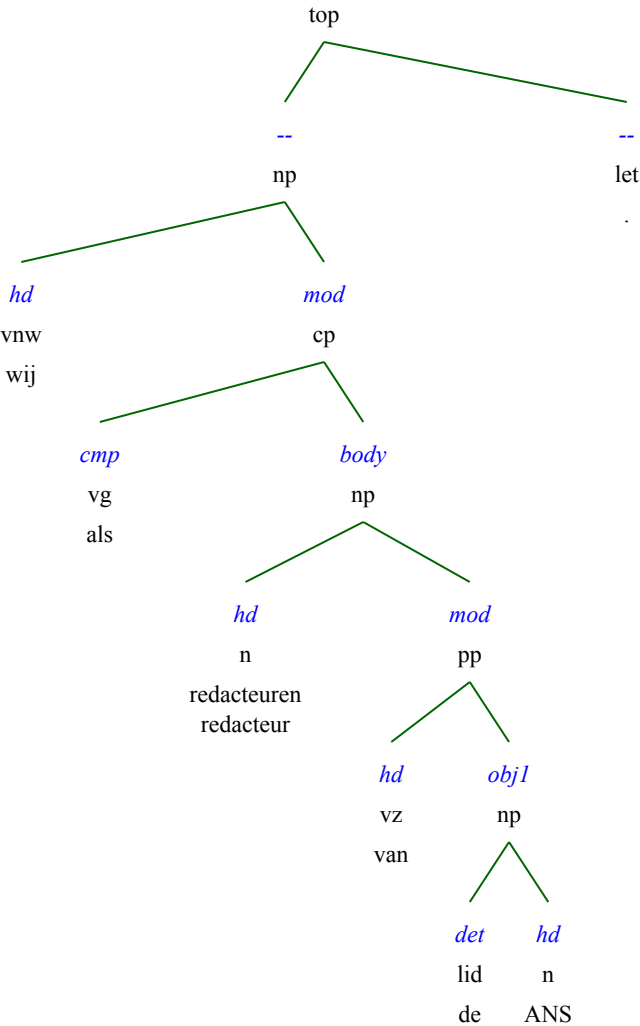 top
-- --
np let
.
hd mod
vnw cp
wij
cmp body
vg np
als
hd mod
n pp
redacteuren
redacteur
hd obj1
vz np
van
det hd
lid n
de ANS